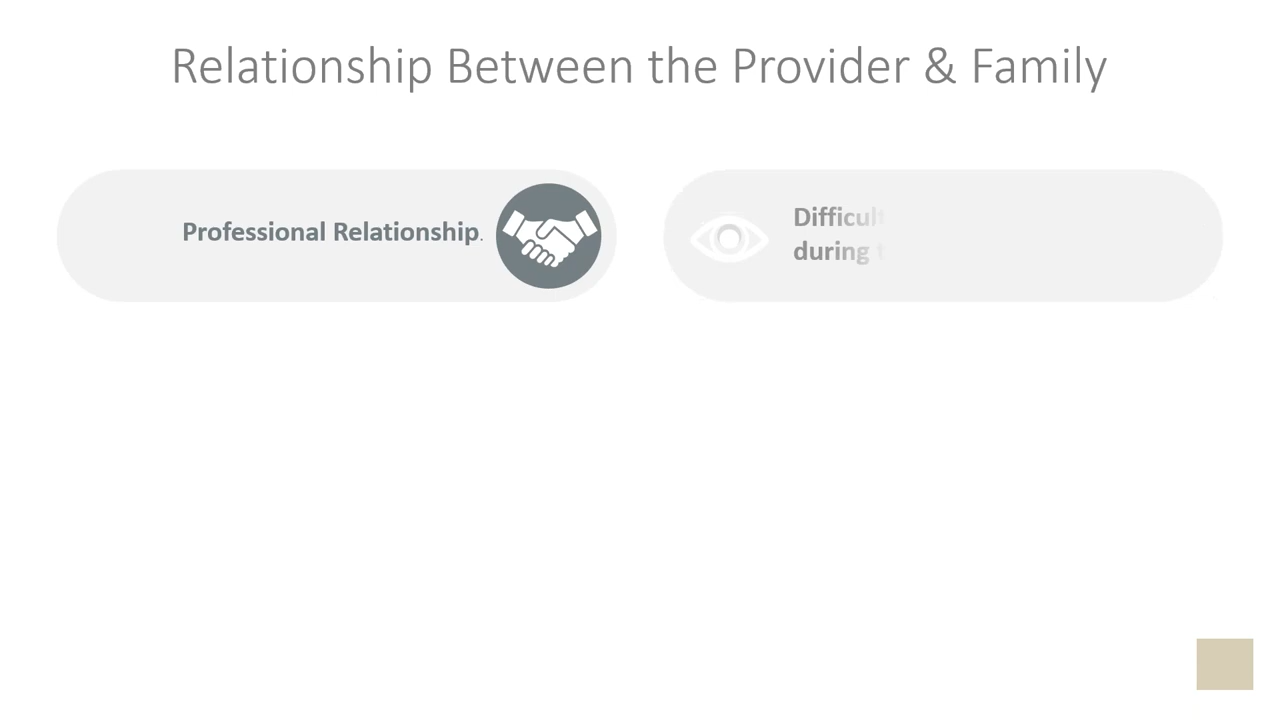 Relationship Between the Provider & Family
Professional Relationship.
during